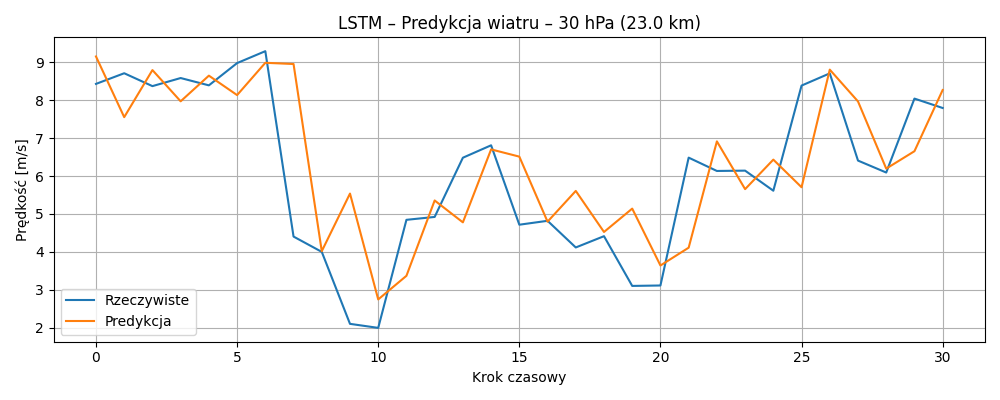 LSTM – Predykcja wiatru – 30 hPa (23.0 km)
Prędkość [m/s]
9
8
7
6
5
4
3
2
Rzeczywiste
Predykcja
0 5 10 15 20 25 30
Krok czasowy